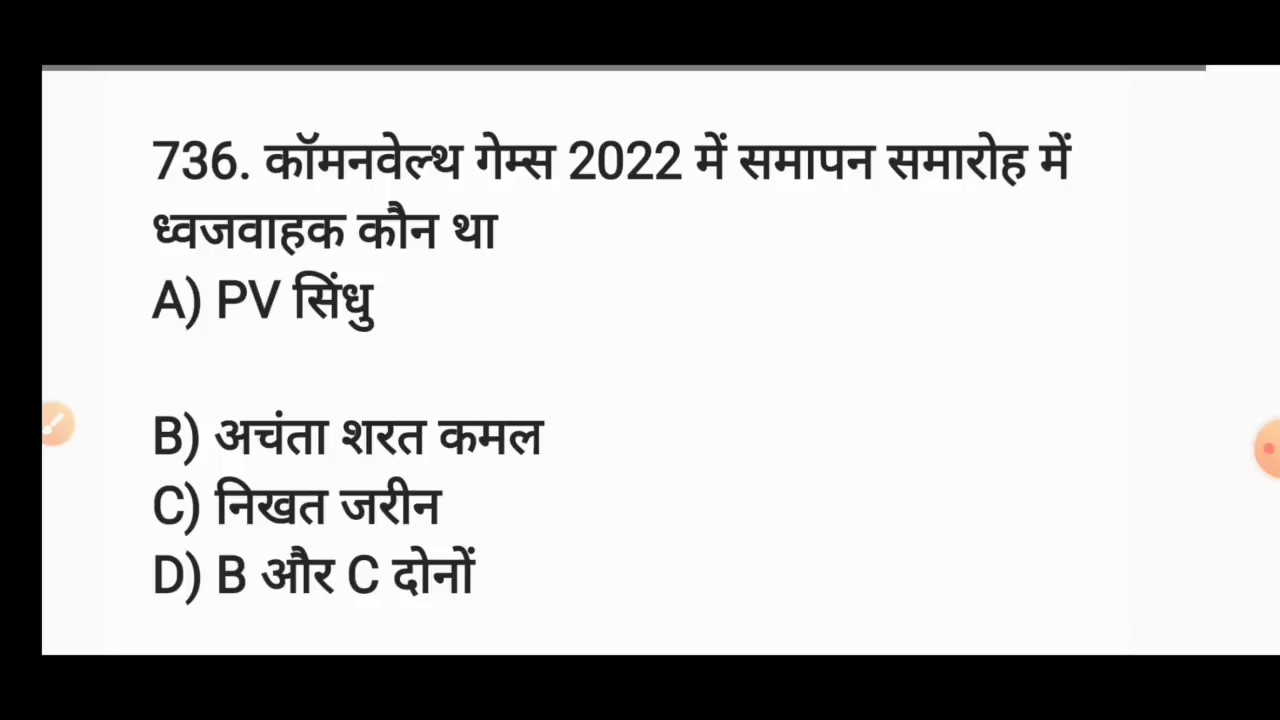 736. कॉमनवेल्थ गेम्स 2022 में समापन समारोह में
ध्वजवाहक कौन था
A) PV सिंधु
B) अचंता शरत कमल
C) निखत जरीन
D) B और C दोनों